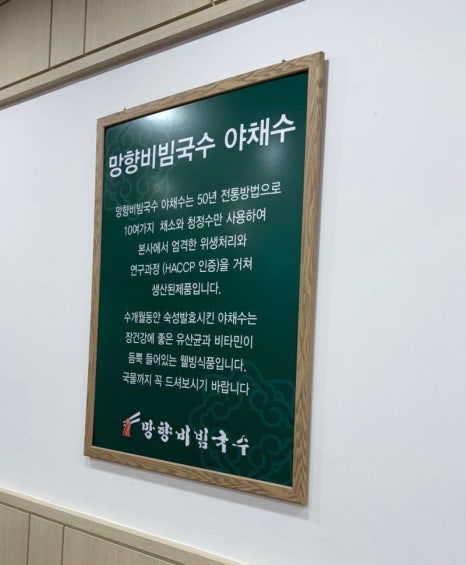 망향비빔국수 야채수
망향비빔국수 야채수는 50년 전통방법으로
10여가지 채소와 청정수만 사용하여
본사에서 엄격한 위생처리와
연구과정 (HACCP 인증)을 거쳐
생산된제품입니다.
수개월동안 숙성발효시킨 야채수는
장건강에 좋은 유산균과 비타민이
듬뿍 들어있는 웰빙식품입니다.
국물까지 꼭 드셔보시기 바랍니다
망향비빔국수